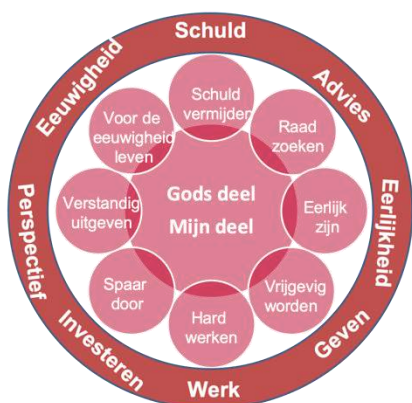 Schuld
Advies
Eerlijkheid
Geven
Werk
Investeren
Perspectief
Eeuwigheid
Schuld
vermijden
Raad
zoeken
Eerlijk
zijn
Vrijgevig
worden
Hard
werken
Spaar
door
Verstandig
uitgeven
Voor de
eeuwigheid
leven
Gods deel
Mijn deel